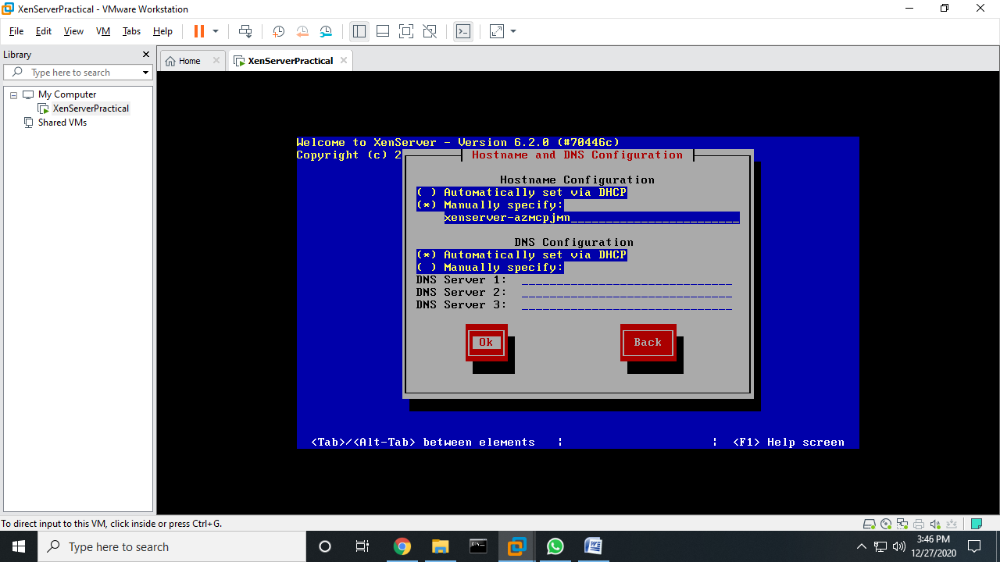 XenServerPractical - VMware Workstation
File Edit View VM Tabs Help
Library
Type here to search
My Computer
XenServerPractical
Shared VMs
Home
XenServerPractical
Welcome to XenServer - Version 6.2.0 (#70446c)
Copyright (c) 2
Hostname and DNS Configuration
Hostname Configuration
( ) Automatically set via DHCP
(*) Manually specify:
xenserver-azmcpjmn________________________
DNS Configuration
(*) Automatically set via DHCP
( ) Manually specify:
DNS Server 1: ______________________________
DNS Server 2: ______________________________
DNS Server 3: ______________________________
Ok Back
<Tab>/<Alt-Tab> between elements | | <F1> Help screen
To direct input to this VM, click inside or press Ctrl+G.
Type here to search
3:46 PM
12/27/2020